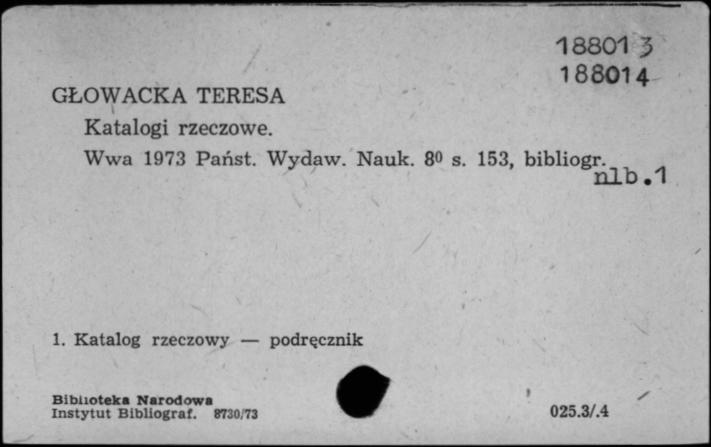 188013
188014
GŁOWACKA TERESA
Katalogi rzeczowe.
Wwa 1973 Państ. Wydaw. Nauk. 8⁰ s. 153, bibliogr.
nlb.1
1. Katalog rzeczowy — podręcznik
Biblioteka Narodowa
Instytut Bibliograf. 8730/73
025.3/.4